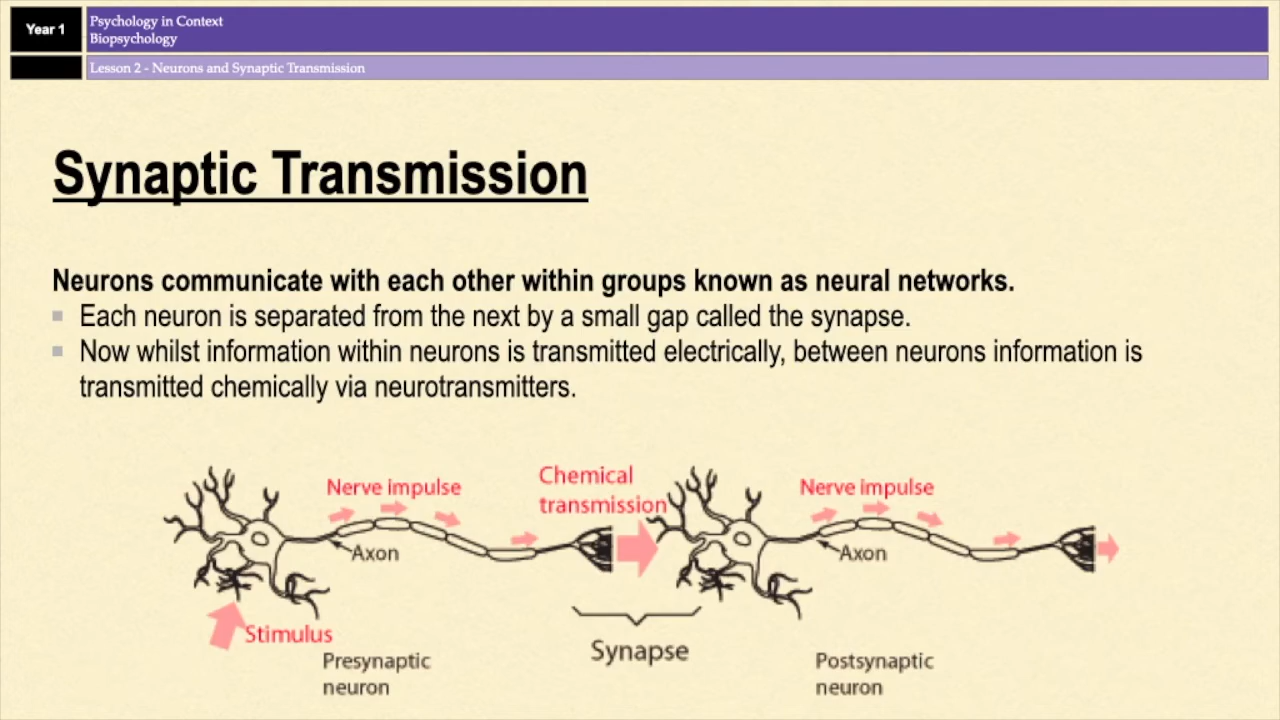 Year 1
Psychology in Context
Biopsychology
Lesson 2 - Neurons and Synaptic Transmission
Synaptic Transmission
Neurons communicate with each other within groups known as neural networks.
Each neuron is separated from the next by a small gap called the synapse.
Now whilst information within neurons is transmitted electrically, between neurons information is
transmitted chemically via neurotransmitters.
Nerve impulse
Chemical
transmission
Nerve impulse
Axon
Axon
Stimulus
Synapse
Presynaptic
neuron
Postsynaptic
neuron